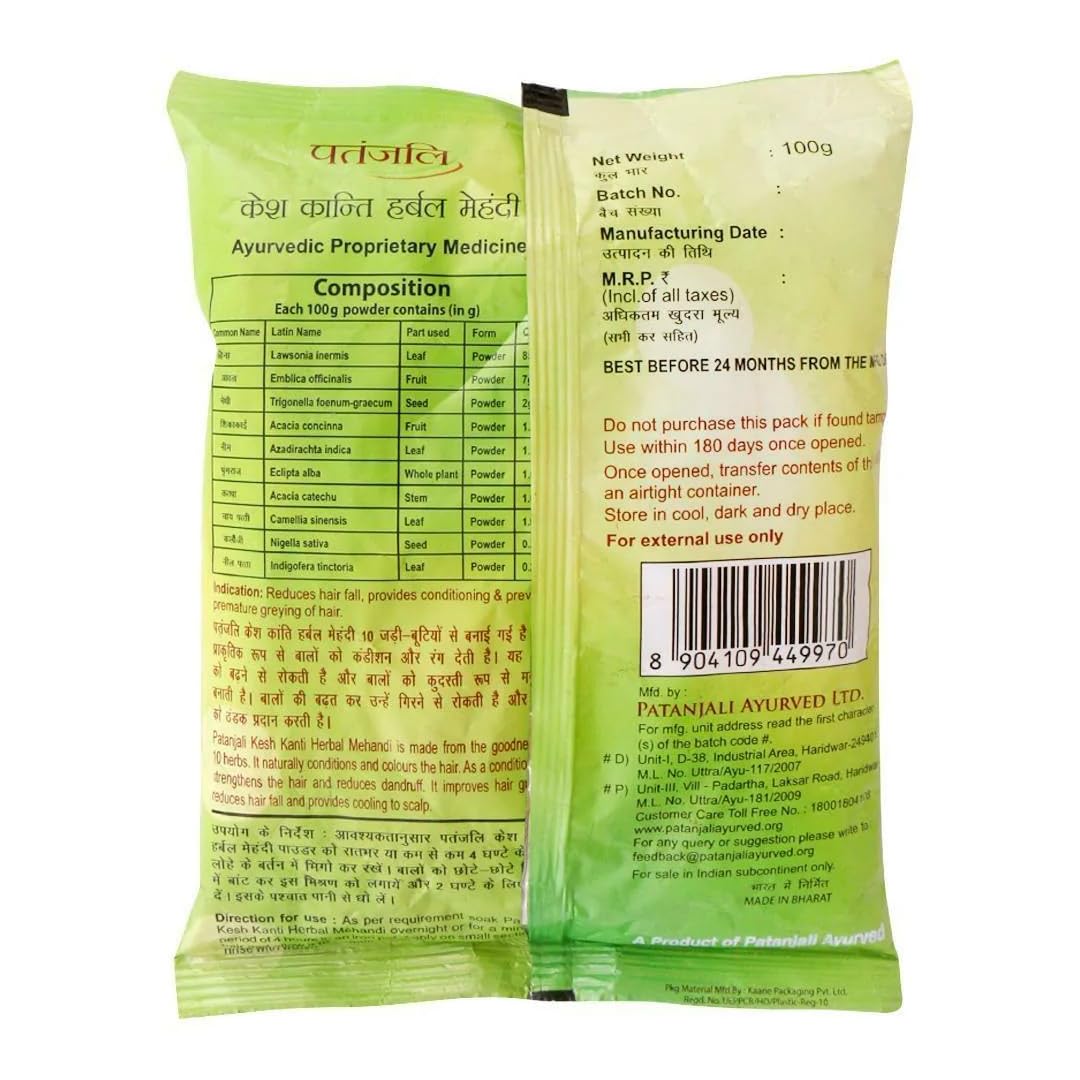 पतंजलि
केश कान्ति हर्बल मेहंदी
Ayurvedic Proprietary Medicine
Composition
Each 100g powder contains (in g)
Common Name Latin Name Part used Form
Lawsonia inermis Leaf Powder
Emblica officinalis Fruit Powder
मेथी Trigonella foenum-graecum Seed Powder
शिकाकाई Acacia concinna Fruit Powder
नीम Azadirachta indica Leaf Powder
Eclipta alba Whole plant Powder
कत्था Acacia catechu Stem Powder
चाय पत्ती Camellia sinensis Leaf Powder
कलौंजी Nigella sativa Seed Powder
नील पत्ता Indigofera tinctoria Leaf Powder
Indication: Reduces hair fall, provides conditioning &
premature greying of hair.
पतंजलि केश कांति हर्बल मेहंदी 10 जड़ी-बूटियों से बनाई गई है
प्राकृतिक रूप से बालों को कंडीशन और रंग देती है। यह
को बढ़ने से रोकती है और बालों को कुदरती रूप से
बनाती है। बालों की बढ़त कर उन्हें गिरने से रोकती है और
को ठंडक प्रदान करती है।
Patanjali Kesh Kanti Herbal Mehandi is made from the
10 herbs. It naturally conditions and colours the hair. As a
strengthens the hair and reduces dandruff. It improves hair
reduces hair fall and provides cooling to scalp.
उपयोग के निर्देश : आवश्यकतानुसार पतंजलि केश
हर्बल मेहंदी पाउडर को रातभर या कम से कम 4 घण्टे
लोहे के बर्तन में भिगो कर रखें। बालों को छोटे-छोटे
में बांट कर इस मिश्रण को लगायें और 2 घण्टे के लिए
दें। इसके पश्चात पानी से धो लें।
Direction for use : As per requirement soak
Kesh Kanti Herbal Mehandi overnight or for a
period of 4 hours only on small
Net Weight : 100g
कुल भार
Batch No. :
बैच संख्या
Manufacturing Date :
उत्पादन की तिथि
M.R.P. ₹ :
(Incl.of all taxes)
अधिकतम खुदरा मूल्य
(सभी कर सहित)
BEST BEFORE 24 MONTHS FROM THE
Do not purchase this pack if found
Use within 180 days once opened.
Once opened, transfer contents of
an airtight container.
Store in cool, dark and dry place.
For external use only
8 904109 449970
Mfd. by :
PATANJALI AYURVED LTD.
For mfg. unit address read the first character
(s) of the batch code #.
# D) Unit-I, D-38, Industrial Area, Haridwar-249401
M.L. No. Uttra/Ayu-117/2007
# P) Unit-III, Vill - Padartha, Laksar Road,
M.L. No. Uttra/Ayu-181/2009
Customer Care Toll Free No. : 18001804108
www.patanjaliayurved.org
For any query or suggestion please write to
feedback@patanjaliayurved.org
For sale in Indian subcontinent only.
भारत में निर्मित
MADE IN BHARAT
A Product of Patanjali Ayurved
Pkg Material Mfd By : Kaane Packaging Pvt. Ltd.
Regd. No.